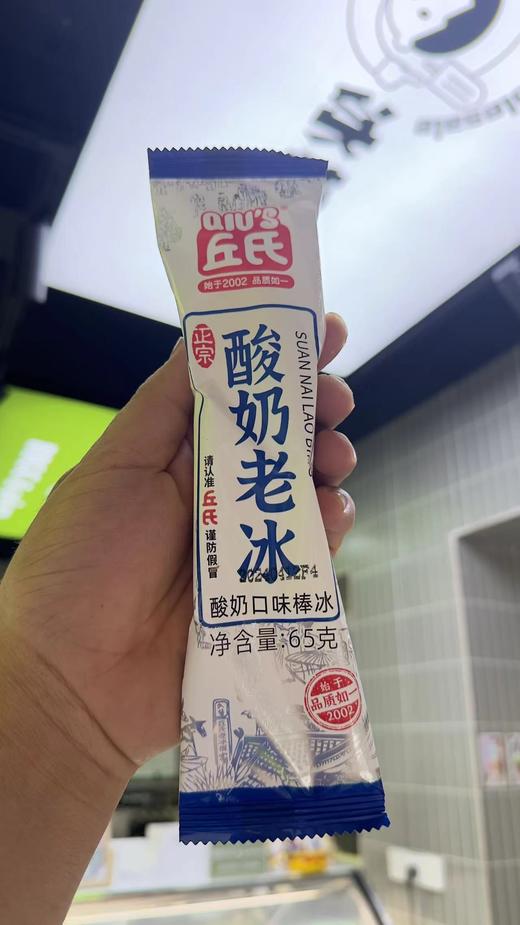 QIU'S
丘氏
始于2002 品质如一
正宗
酸奶老冰
SUAN NAI LAO
请认准丘氏谨防假冒
酸奶口味棒冰
净含量:65克
始于
品质如一
2002
冰